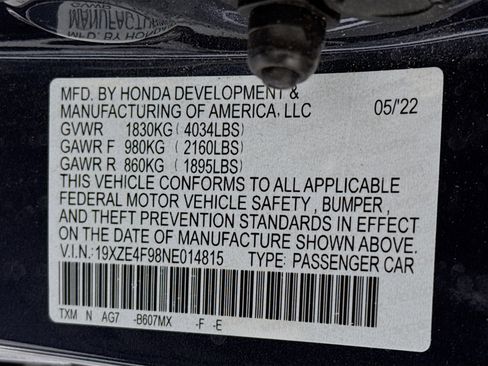 MFD. BY HONDA DEVELOPMENT &
MANUFACTURING OF AMERICA, LLC 05/'22
GVWR 1830KG (4034LBS)
GAWR F 980KG (2160LBS)
GAWR R 860KG (1895LBS)
THIS VEHICLE CONFORMS TO ALL APPLICABLE
FEDERAL MOTOR VEHICLE SAFETY, BUMPER,
AND THEFT PREVENTION STANDARDS IN EFFECT
ON THE DATE OF MANUFACTURE SHOWN ABOVE.
V.I.N.:19XZE4F98NE014815 TYPE: PASSENGER CAR
TXM N AG7 -B607MX -F -E